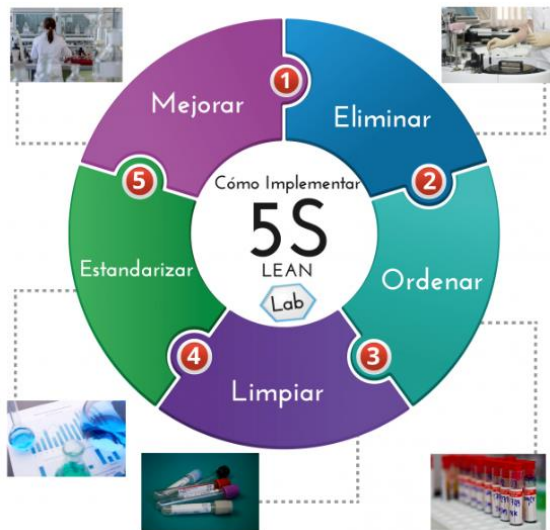 Cómo Implementar
5S
LEAN
Lab
1
Eliminar
2
Ordenar
3
Limpiar
4
Estandarizar
5
Mejorar